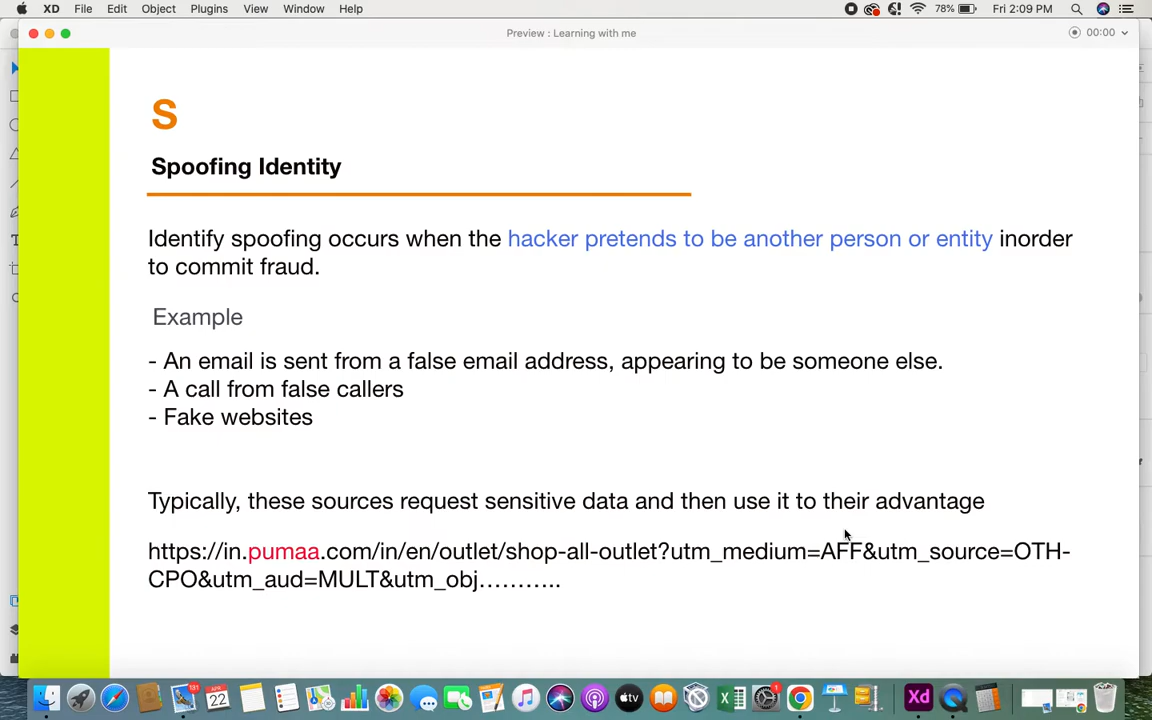 XD File Edit Object Plugins View Window Help 78% Fri 2:09 PM
Preview : Learning with me 00:00
S
Spoofing Identity
Identify spoofing occurs when the hacker pretends to be another person or entity inorder
to commit fraud.
Example
- An email is sent from a false email address, appearing to be someone else.
- A call from false callers
- Fake websites
Typically, these sources request sensitive data and then use it to their advantage
https://in.pumaa.com/in/en/outlet/shop-all-outlet?utm_medium=AFF&utm_source=OTH-
CPO&utm_aud=MULT&utm_obj………..
APR
22
tv
Xd